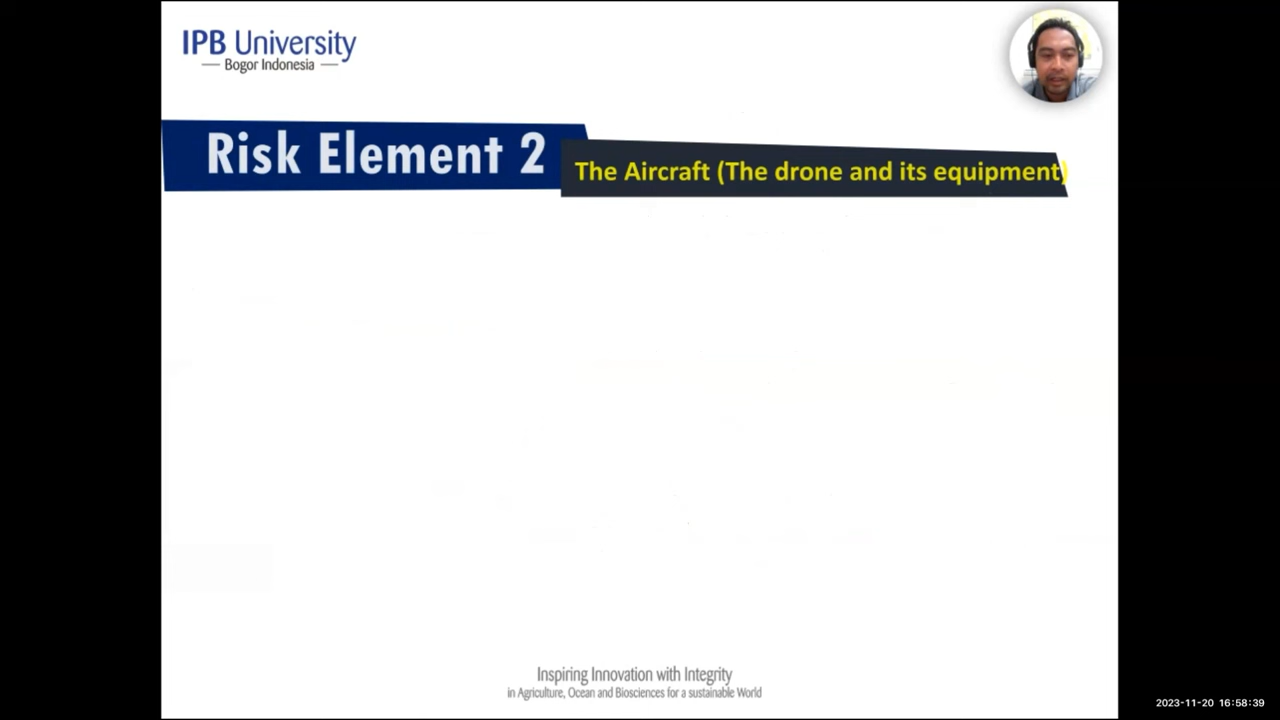 IPB University
Bogor Indonesia
Risk Element 2
The Aircraft (The drone and its equipment)
Inspiring Innovation with Integrity
in Agriculture, Ocean and Biosciences for a sustainable World
2023-11-20 16:58:39